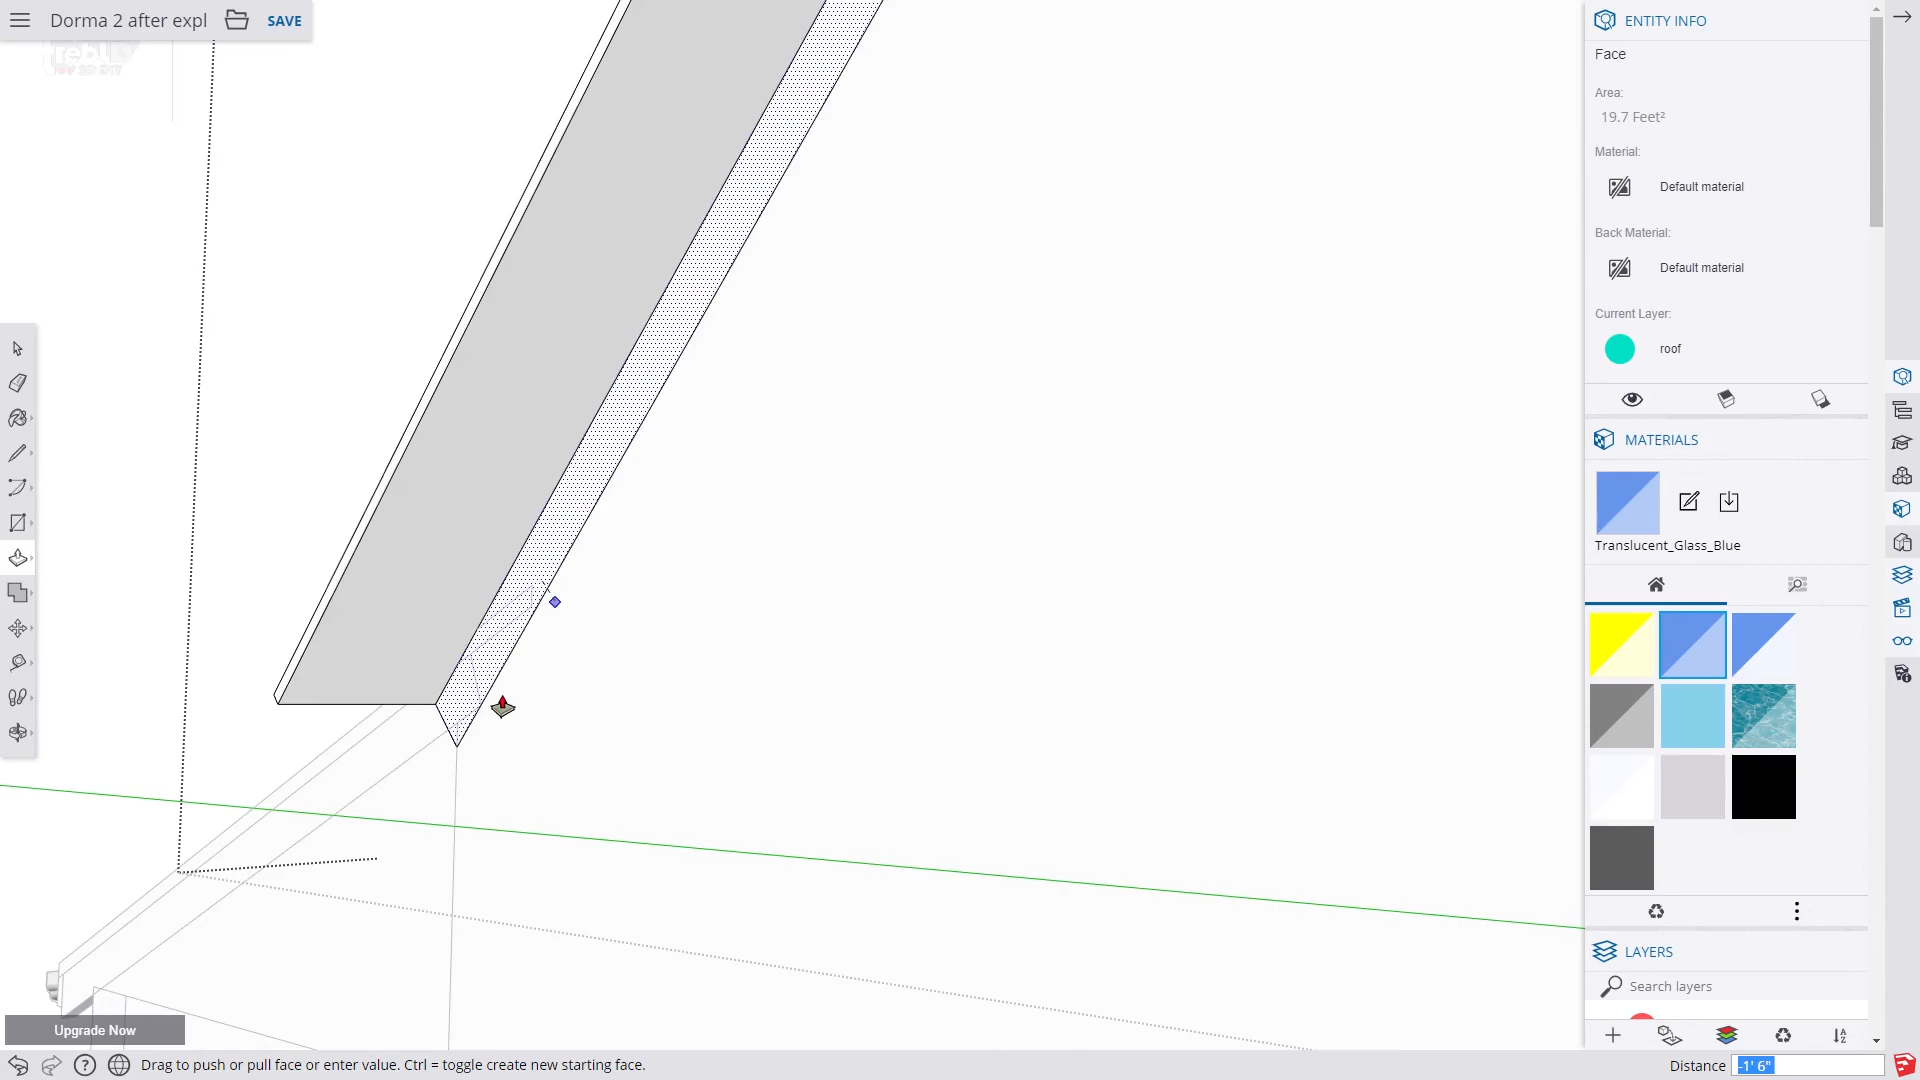 Dorma 2 after expl
SAVE
ENTITY INFO
Face
Area:
19.7 Feet²
Material:
Default material
Back Material:
Default material
Current Layer:
roof
MATERIALS
Translucent_Glass_Blue
LAYERS
Search layers
Upgrade Now
Drag to push or pull face or enter value. Ctrl = toggle create new starting face.
Distance
-1' 6"